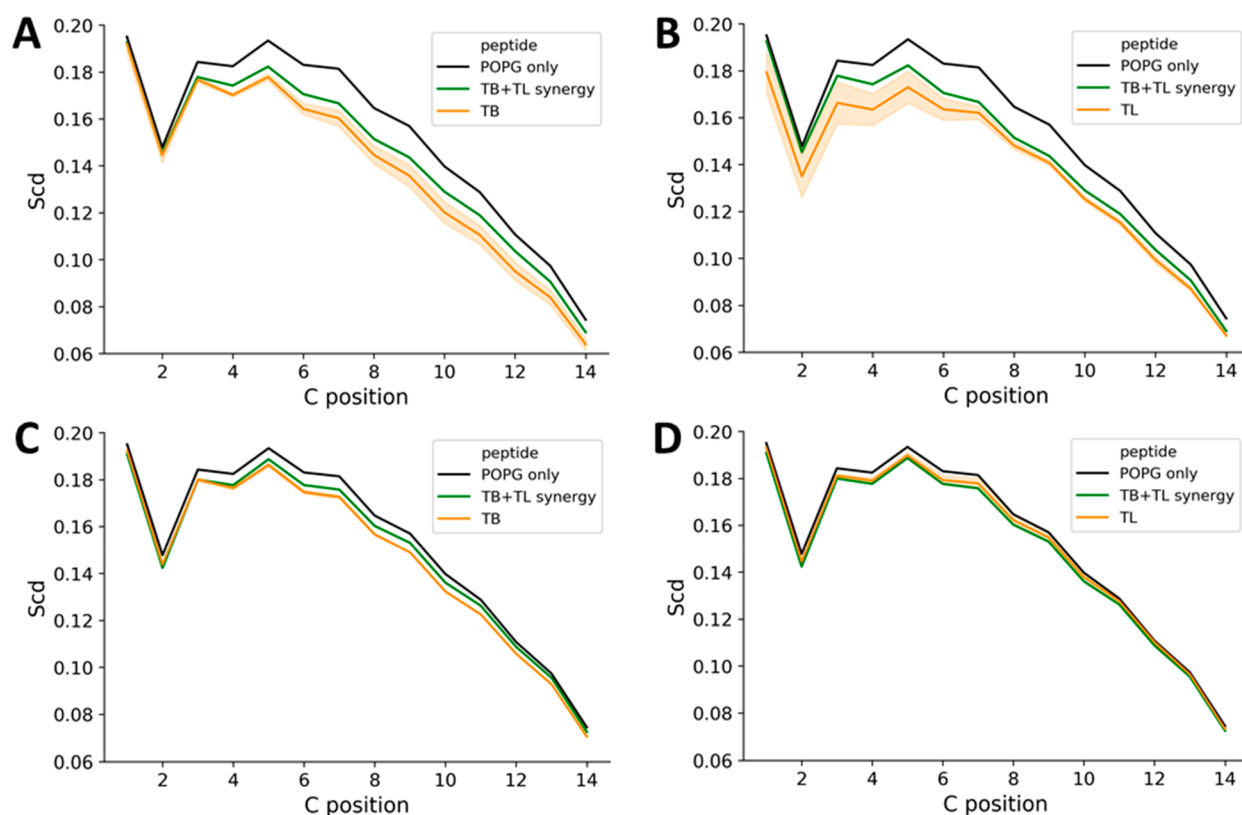 A
0.20
0.18
0.16
0.14
0.12
0.10
0.08
0.06
Scd
2 4 6 8 10 12 14
C position
peptide
POPG only
TB+TL synergy
TB
B
0.20
0.18
0.16
0.14
0.12
0.10
0.08
0.06
Scd
2 4 6 8 10 12 14
C position
peptide
POPG only
TB+TL synergy
TL
C
0.20
0.18
0.16
0.14
0.12
0.10
0.08
0.06
Scd
2 4 6 8 10 12 14
C position
peptide
POPG only
TB+TL synergy
TB
D
0.20
0.18
0.16
0.14
0.12
0.10
0.08
0.06
Scd
2 4 6 8 10 12 14
C position
peptide
POPG only
TB+TL synergy
TL